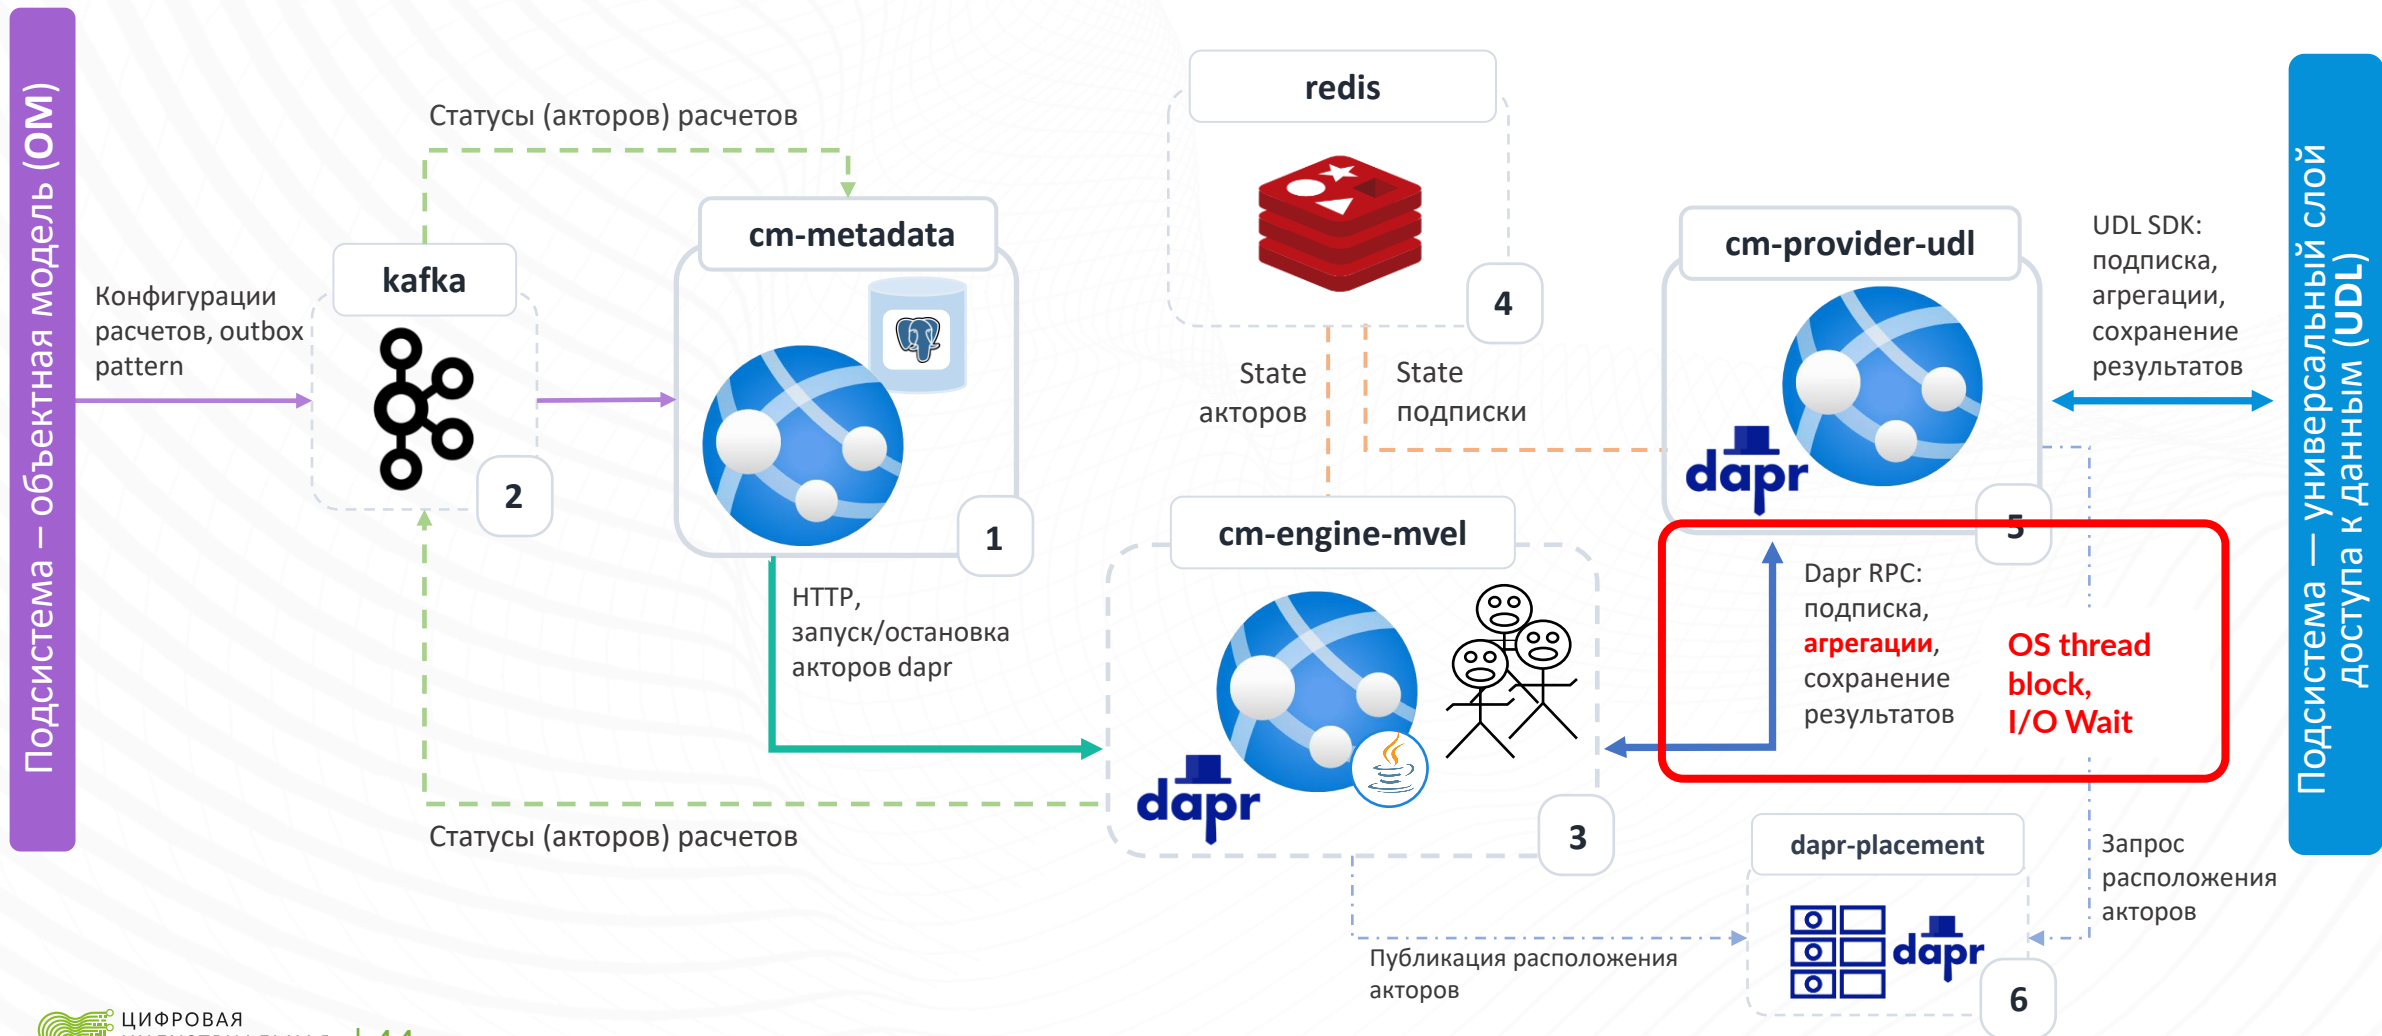 Подсистема – объектная модель (OM)
Конфигурации
расчетов, outbox
pattern
Статусы (акторов) расчетов
kafka
2
cm-metadata
1
HTTP,
запуск/остановка
акторов dapr
Статусы (акторов) расчетов
redis
4
State
акторов
State
подписки
cm-engine-mvel
dapr
3
cm-provider-udl
dapr
5
UDL SDK:
подписка,
агрегации,
сохранение
результатов
Dapr RPC:
подписка,
агрегации,
сохранение
результатов
OS thread
block,
I/O Wait
Подсистема — универсальный слой
доступа к данным (UDL)
dapr-placement
dapr
6
Запрос
расположения
акторов
Публикация расположения
акторов
ЦИФРОВАЯ